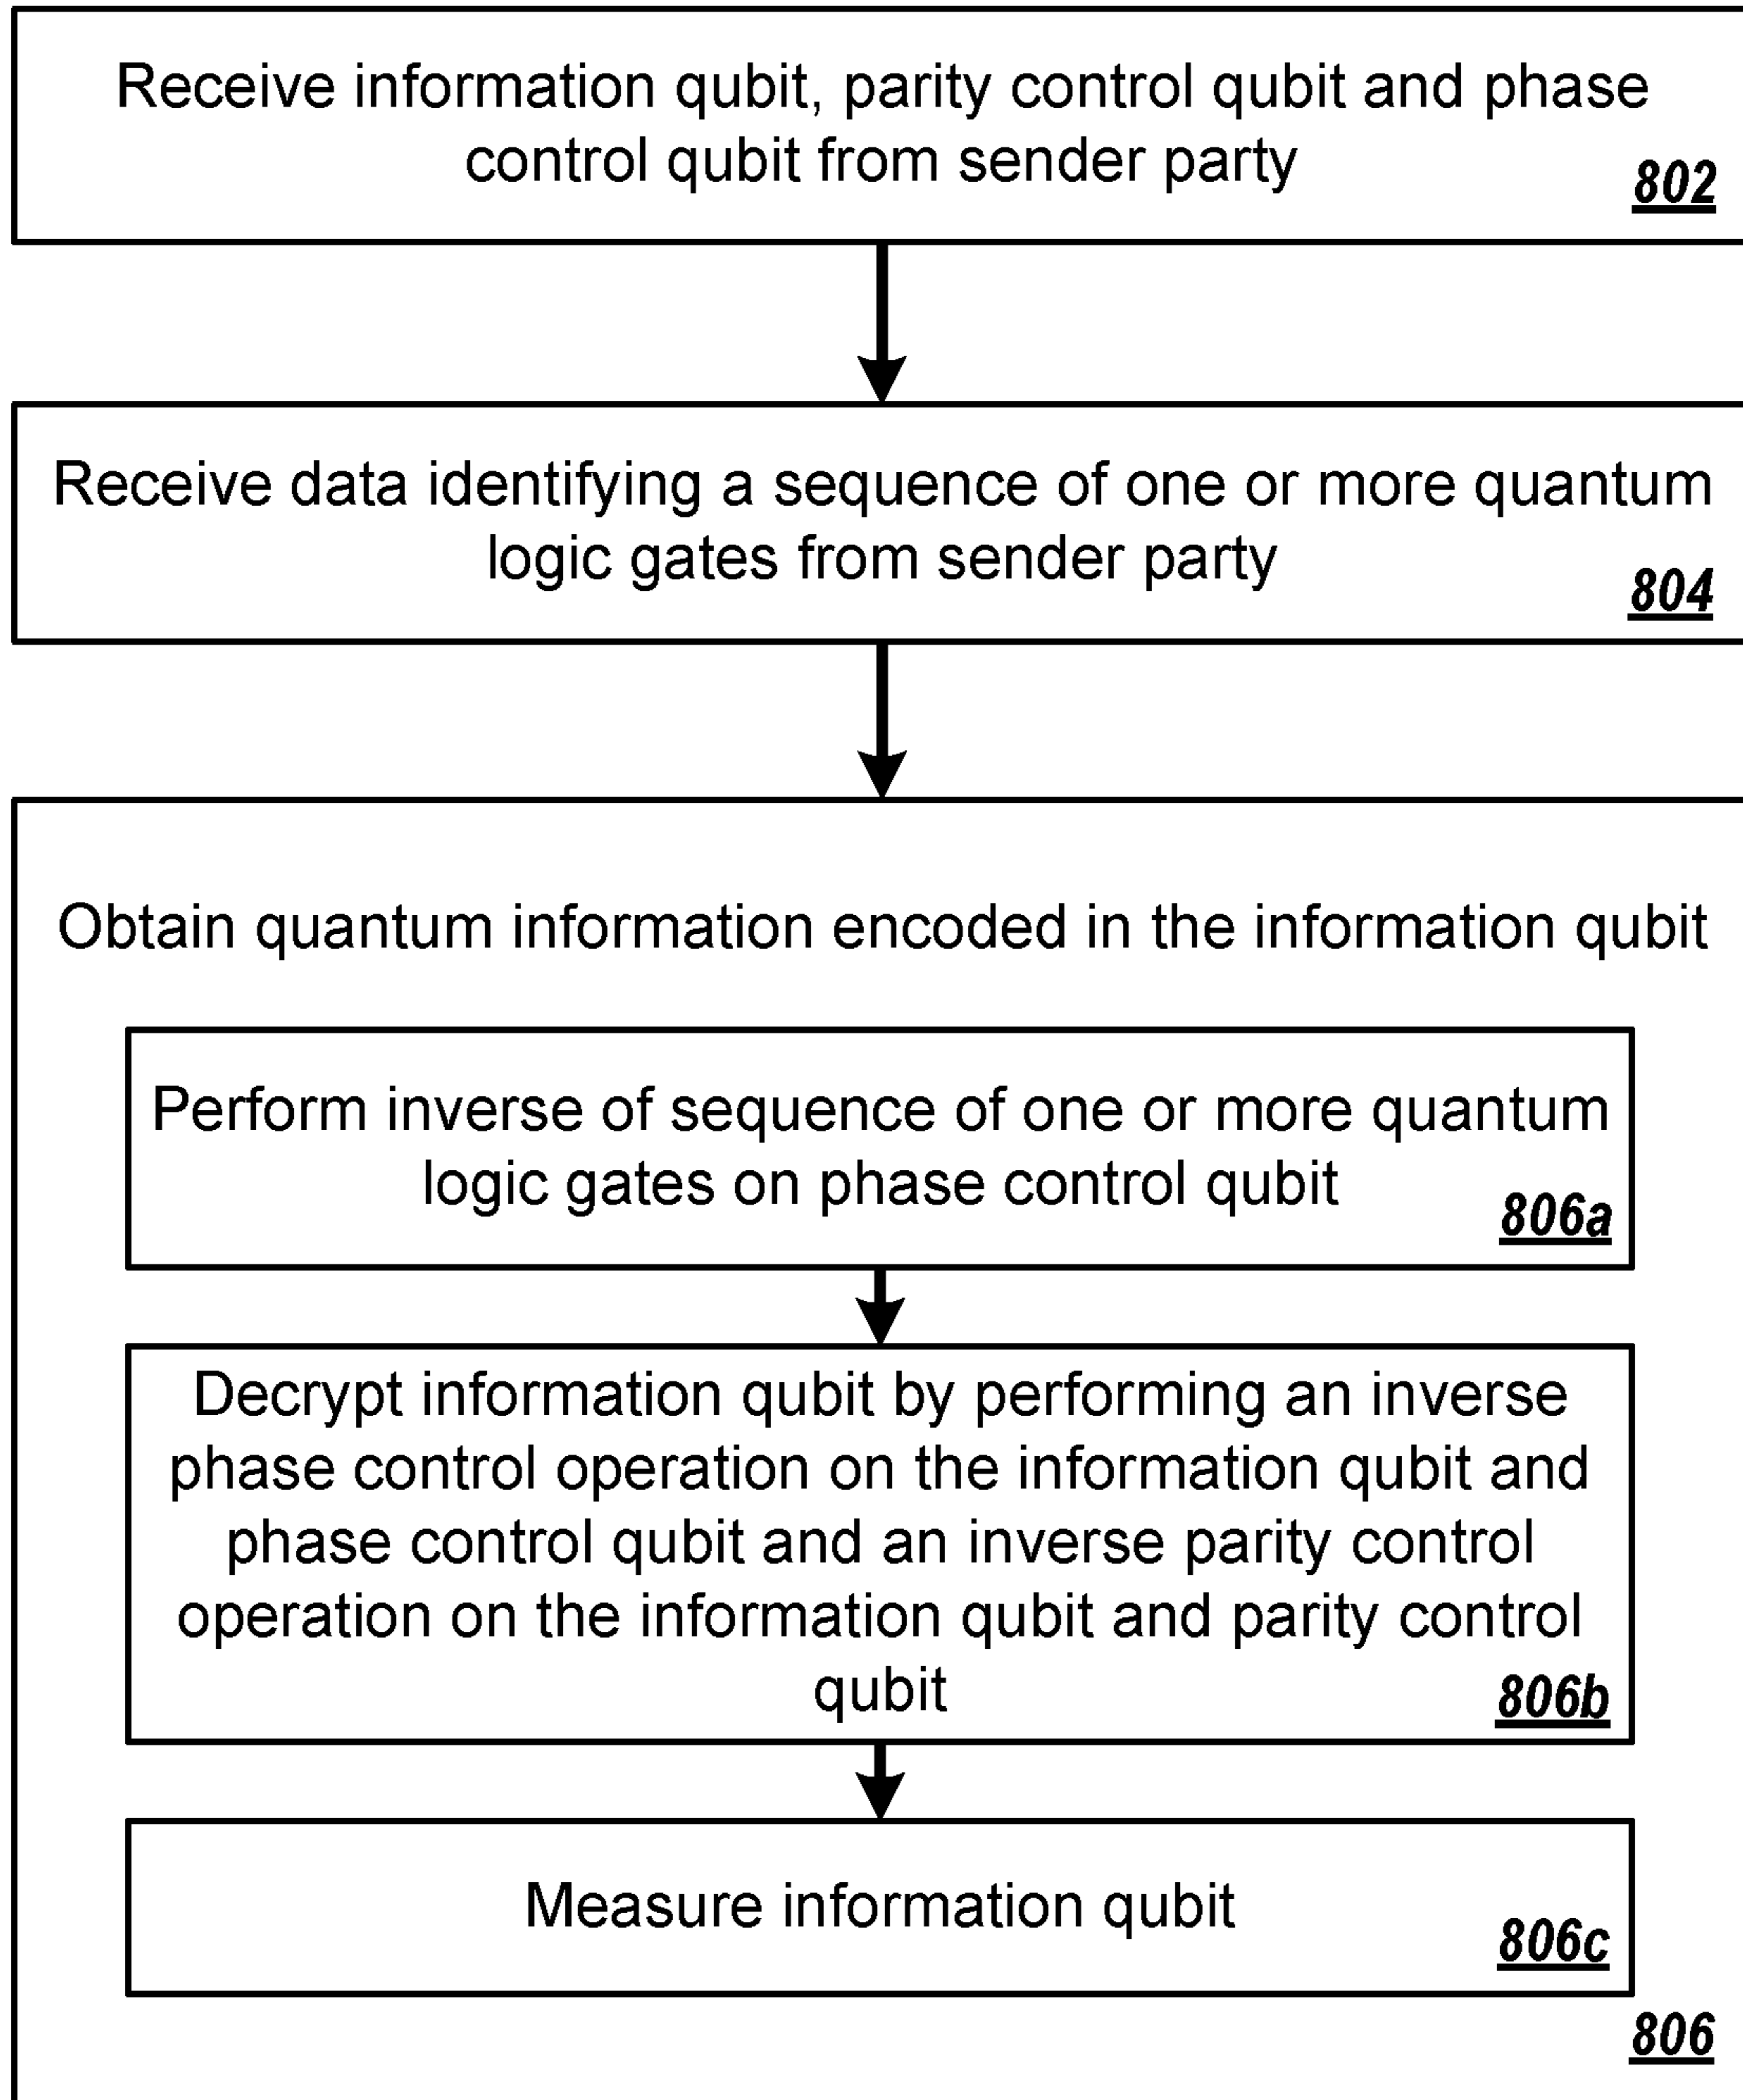 Receive information qubit, parity control qubit and phase
control qubit from sender party
802
Receive data identifying a sequence of one or more quantum
logic gates from sender party
804
Obtain quantum information encoded in the information qubit
Perform inverse of sequence of one or more quantum
logic gates on phase control qubit
806a
Decrypt information qubit by performing an inverse
phase control operation on the information qubit and
phase control qubit and an inverse parity control
operation on the information qubit and parity control
qubit
806b
Measure information qubit
806c
806